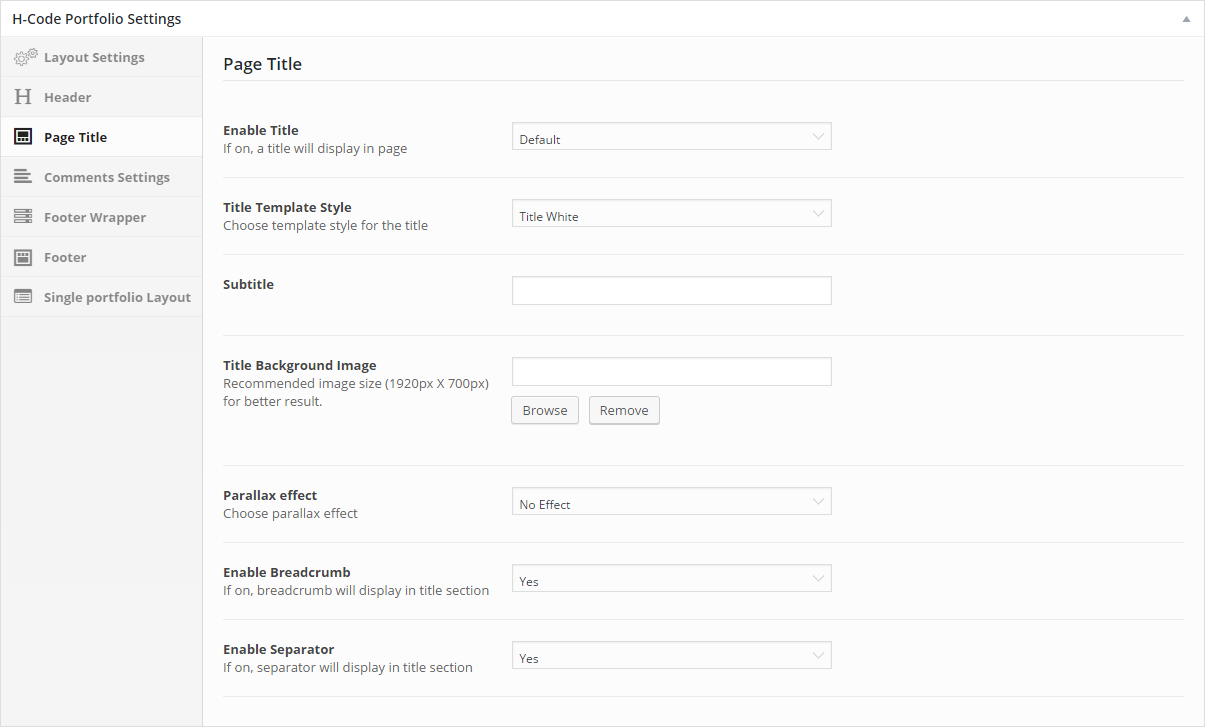 H-Code Portfolio Settings
Layout Settings
Header
Page Title
Comments Settings
Footer Wrapper
Footer
Single portfolio Layout
Page Title
Enable Title
If on, a title will display in page
Default
Title Template Style
Choose template style for the title
Title White
Subtitle
Title Background Image
Recommended image size (1920px X 700px)
for better result.
Browse Remove
Parallax effect
Choose parallax effect
No Effect
Enable Breadcrumb
If on, breadcrumb will display in title section
Yes
Enable Separator
If on, separator will display in title section
Yes